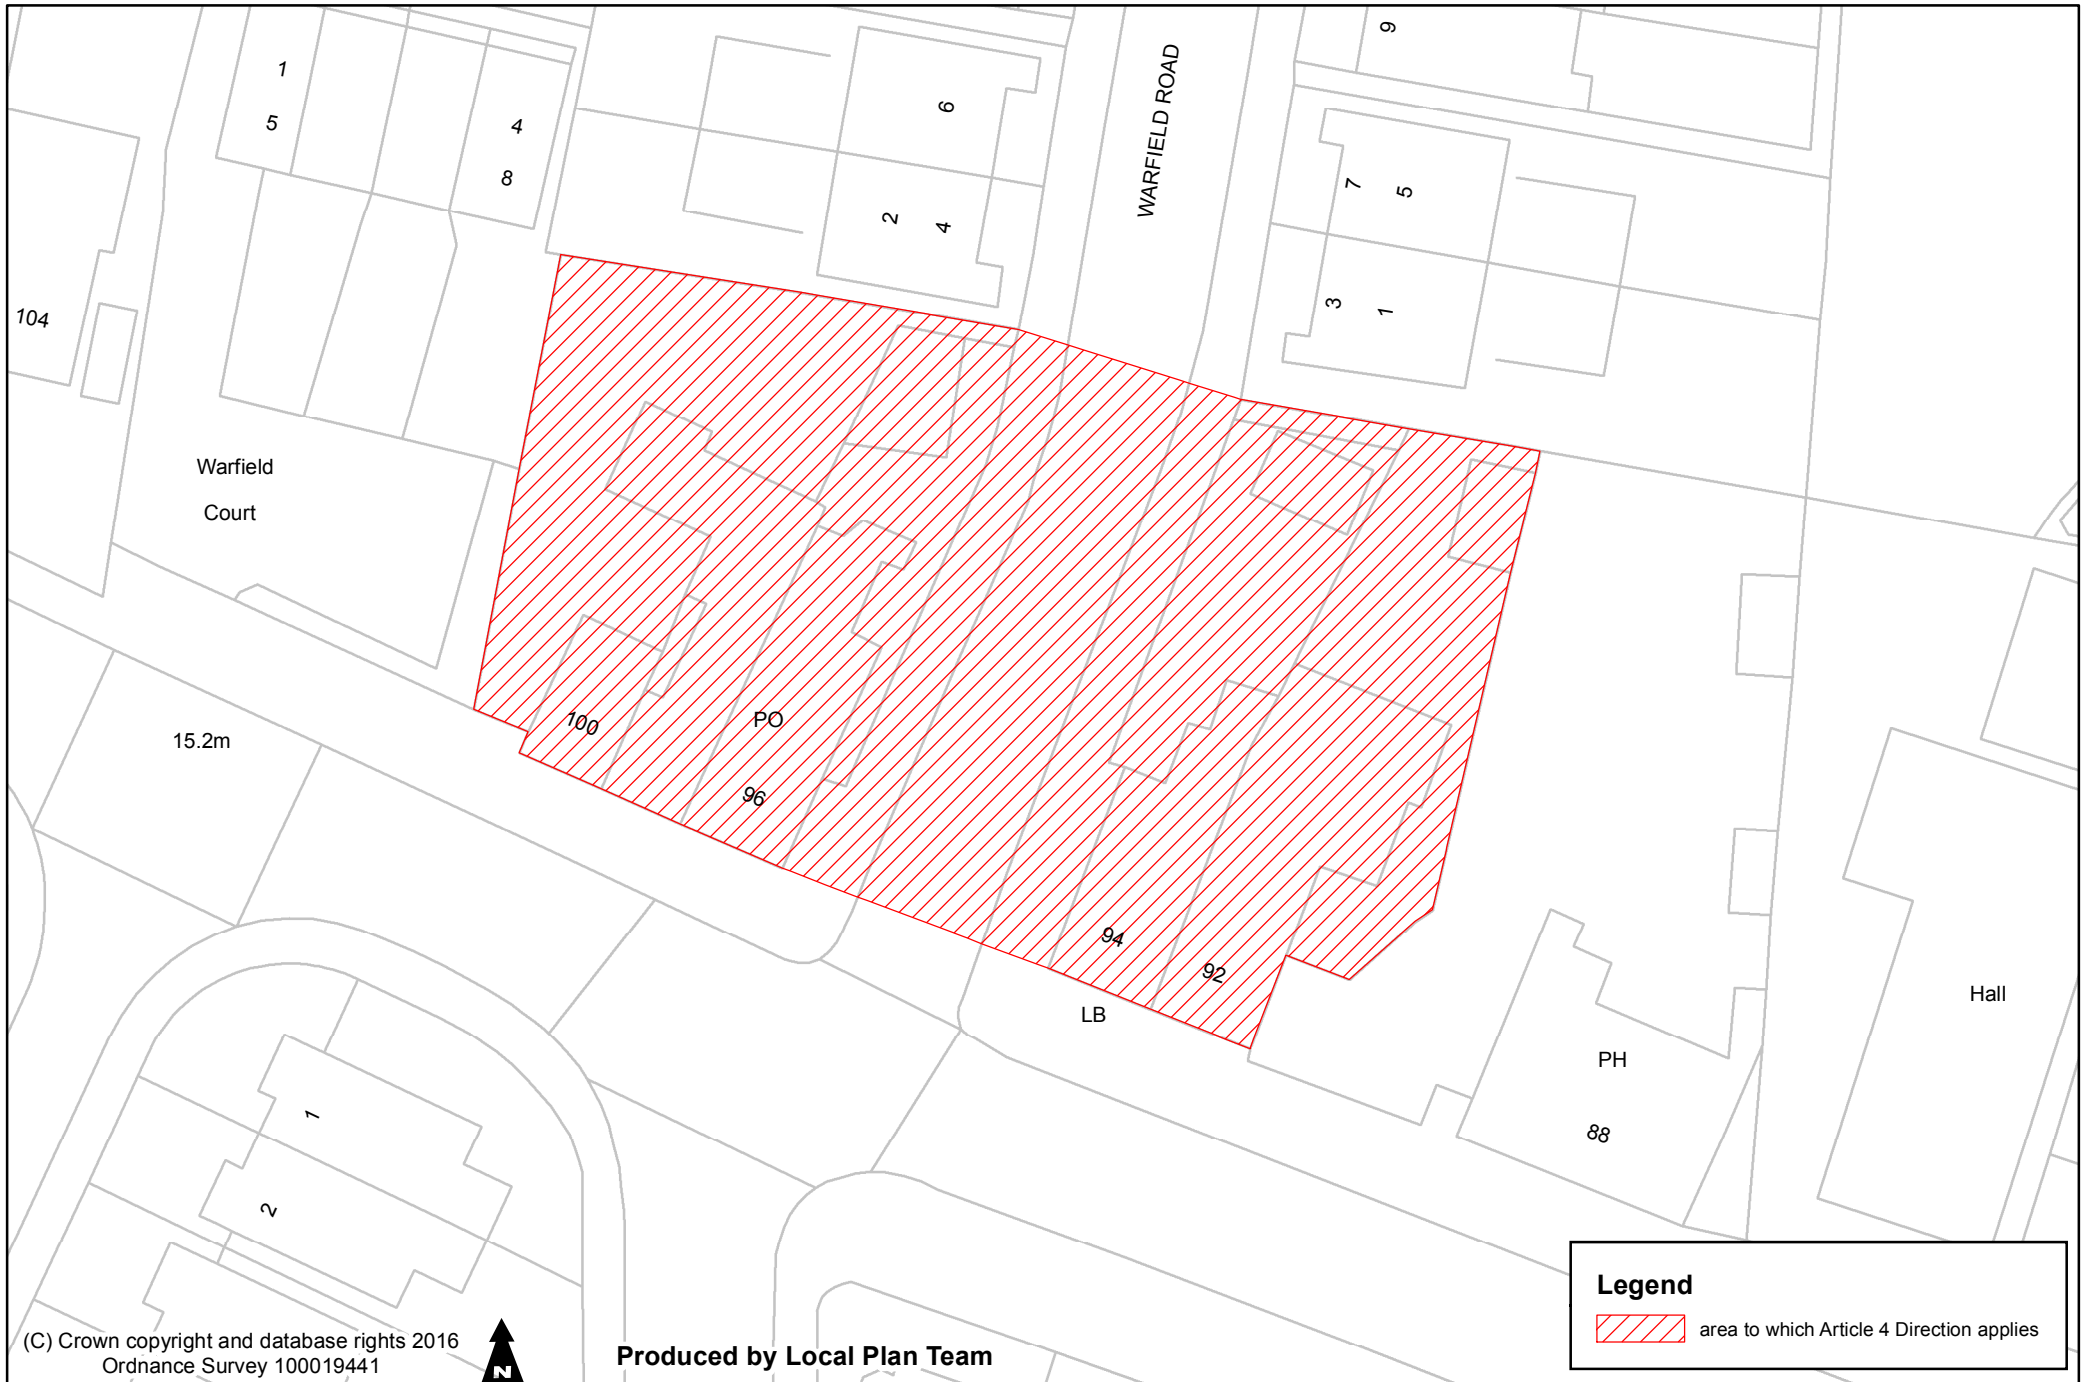 1
5
4
8
6
2
4
WARFIELD ROAD
9
7
5
3
1
104
Warfield
Court
15.2m
100
PO
96
94
92
LB
PH
88
Hall
1
2
Legend
area to which Article 4 Direction applies
(C) Crown copyright and database rights 2016
Ordnance Survey 100019441
N
Produced by Local Plan Team